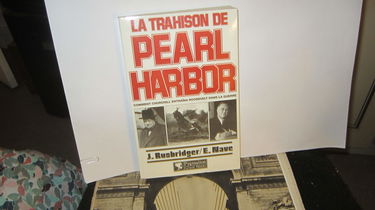 LA TRAHISON DE
PEARL
HARBOR
COMMENT CHURCHILL ENTRAÎNA ROOSEVELT DANS LA GUERRE
J. Rusbridger/E. Nave